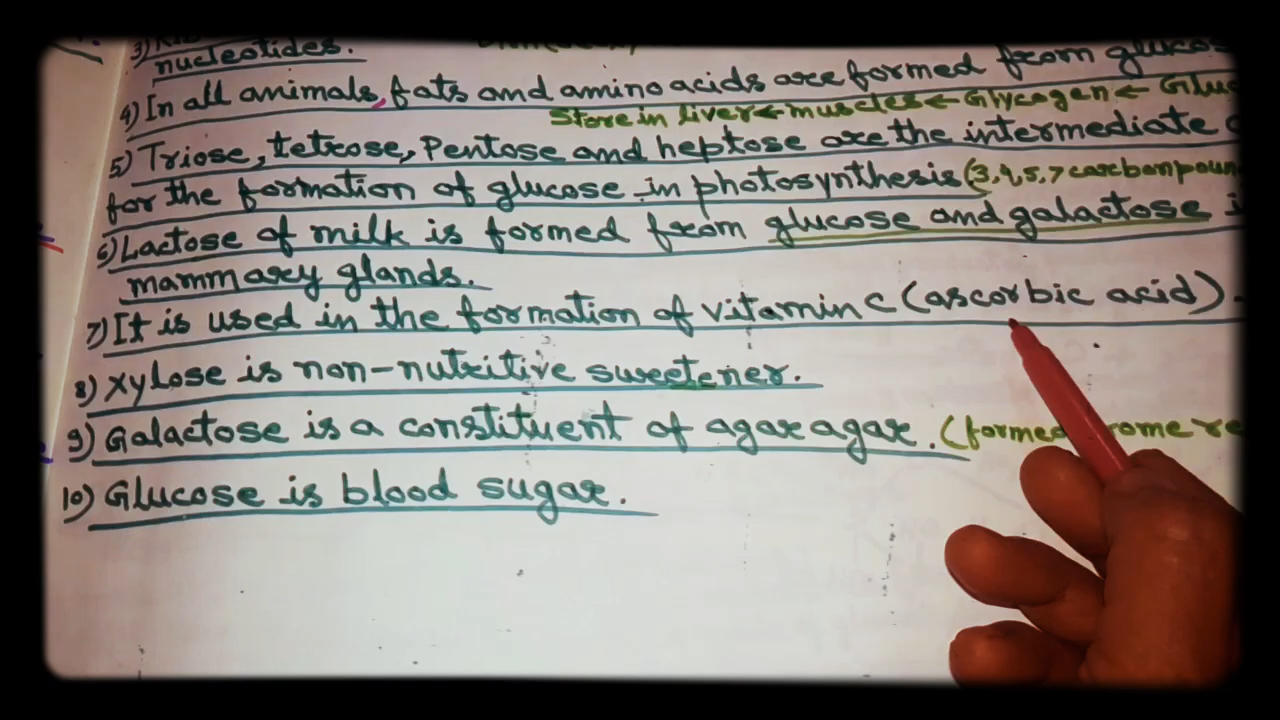 3)
nucleotides.
4) In all animals, fats and amino acids are formed from
Store in liver ← muscles ← Glycogen ←
5) Triose, tetrose, Pentose and heptose are the intermediate
for the formation of glucose in photosynthesis (3,4,5,7
6) Lactose of milk is formed from glucose and galactose
mammary glands.
7) It is used in the formation of vitamin C (ascorbic acid).
8) Xylose is non-nutritive sweetener.
9) Galactose is a constituent of agar agar. (formed
10) Glucose is blood sugar.